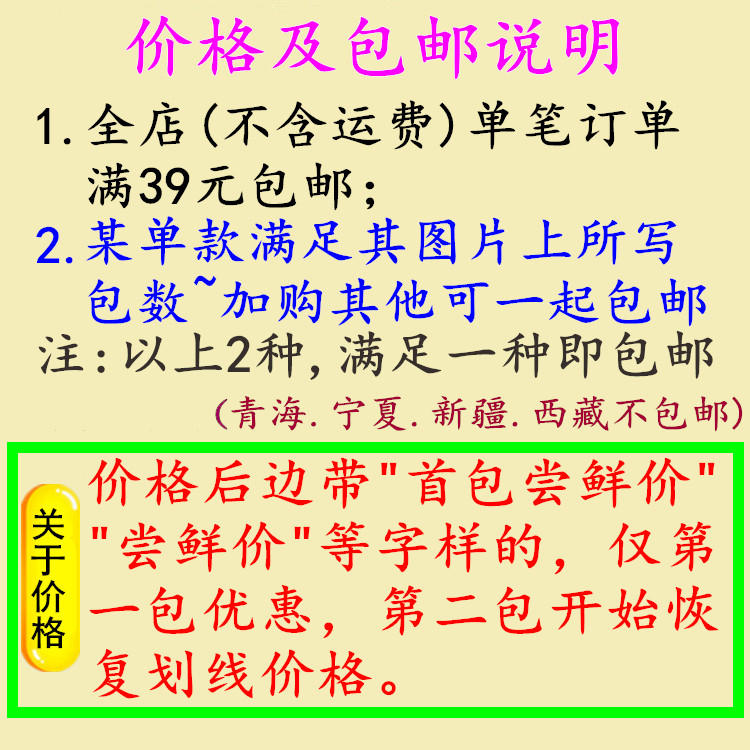 价格及包邮说明
1.全店(不含运费)单笔订单
满39元包邮;
2.某单款满足其图片上所写
包数~加购其他可一起包邮
注:以上2种,满足一种即包邮
(青海.宁夏.新疆.西藏不包邮)
关于价格
价格后边带"首包尝鲜价"
"尝鲜价"等字样的，仅第
一包优惠，第二包开始恢
复划线价格。